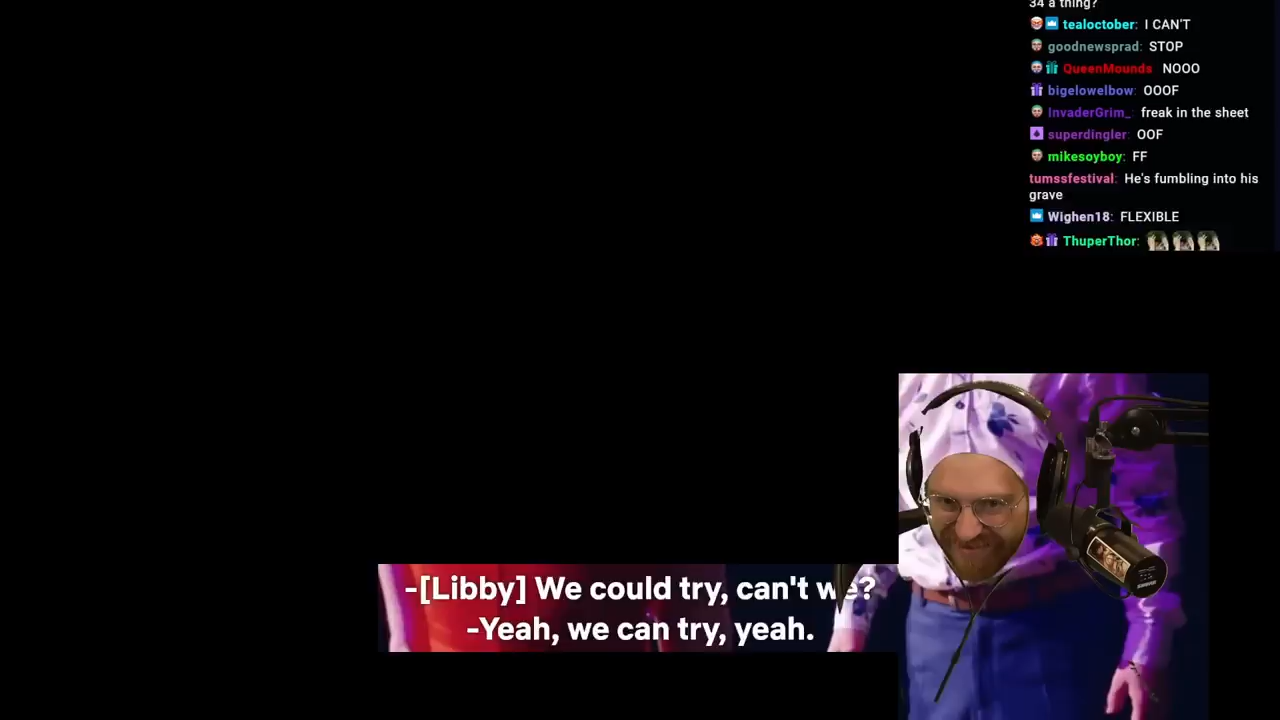 34 a thing?
tealoctober: I CAN'T
goodnewsprad: STOP
QueenMounds NOOO
bigelowelbow: OOOF
InvaderGrim_: freak in the sheet
superdingler: OOF
mikesoyboy: FF
tumssfestival: He's fumbling into his
grave
Wighen18: FLEXIBLE
ThuperThor:
-[Libby] We could try, can't we?
-Yeah, we can try, yeah.